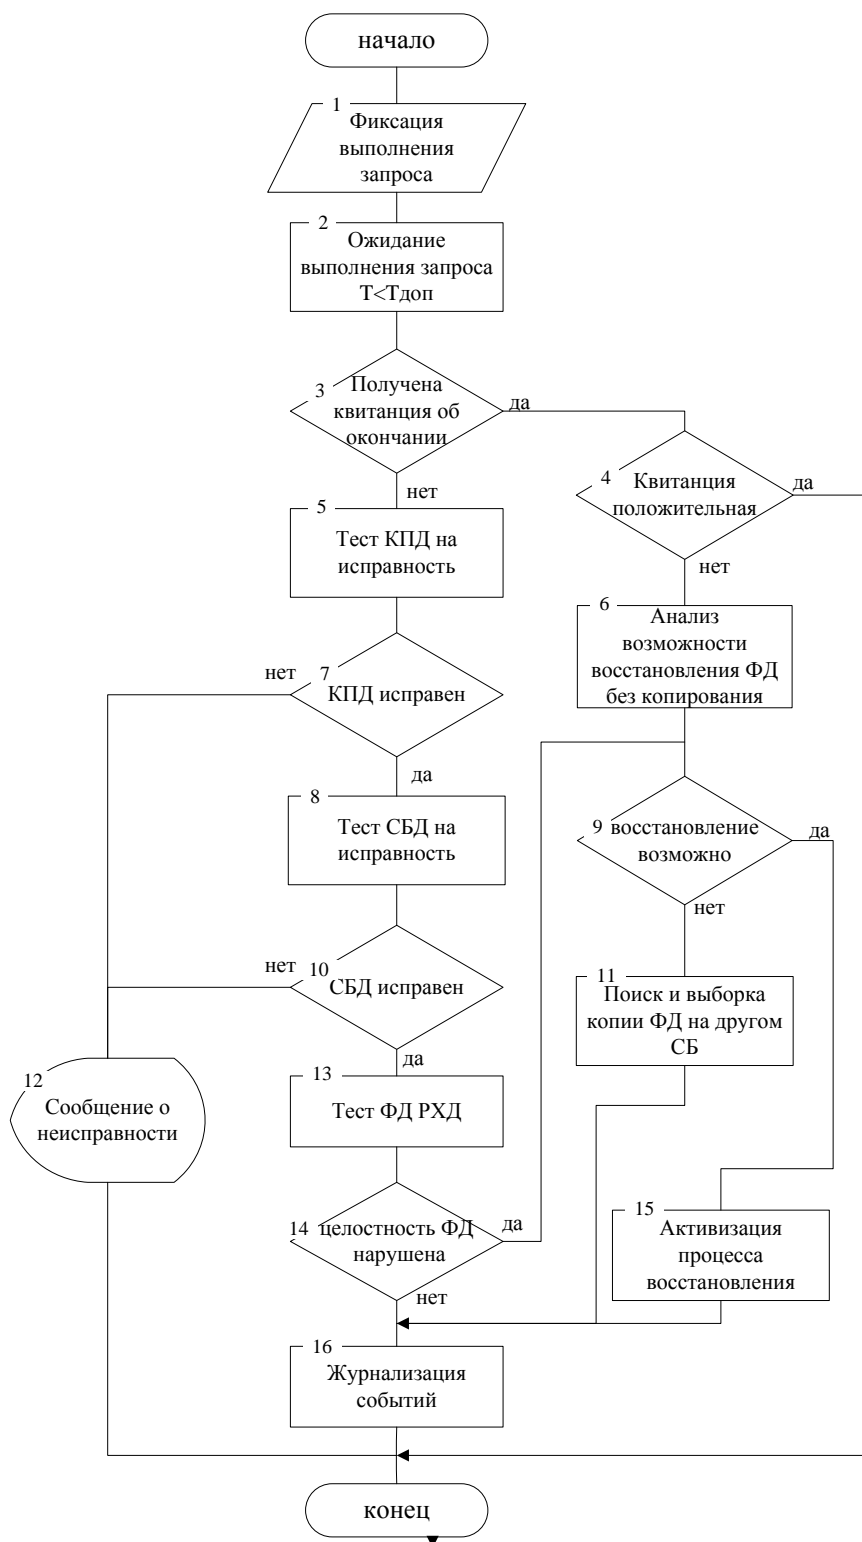 начало
1
Фиксация
выполнения
запроса
2
Ожидание
выполнения запроса
Т<Тдоп
3
Получена
квитанция об
окончании
да
нет
4
Квитанция
положительная
да
нет
5
Тест КПД на
исправность
6
Анализ
возможности
восстановления ФД
без копирования
7
КПД исправен
нет
да
8
Тест СБД на
исправность
9
восстановление
возможно
да
нет
10
СБД исправен
нет
да
11
Поиск и выборка
копии ФД на другом
СБ
12
Сообщение о
неисправности
13
Тест ФД РХД
14
целостность ФД
нарушена
да
нет
15
Активизация
процесса
восстановления
16
Журнализация
событий
конец